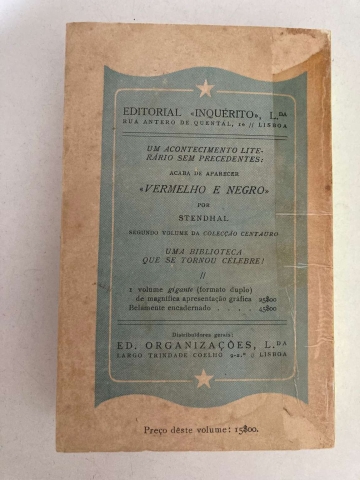 EDITORIAL «INQUÉRITO», L.DA
RUA ANTERO DE QUENTAL, 10 // LISBOA
UM ACONTECIMENTO LITE-
RÁRIO SEM PRECEDENTES:
ACABA DE APARECER
«VERMELHO E NEGRO»
POR
STENDHAL
SEGUNDO VOLUME DA COLECÇÃO CENTAURO
UMA BIBLIOTECA
QUE SE TORNOU CÉLEBRE!
//
1 volume gigante (formato duplo)
de magnífica apresentação gráfica 25$00
Belamente encadernado . . . . 45$00
Distribuidores gerais:
ED. ORGANIZAÇÕES, L.DA
LARGO TRINDADE COELHO 9-2.º // LISBOA
Preço dêste volume: 15$00.